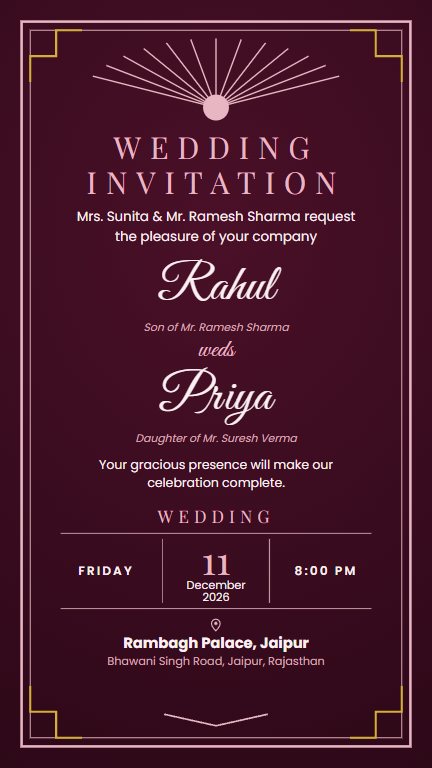 WEDDING
INVITATION
Mrs. Sunita & Mr. Ramesh Sharma request
the pleasure of your company
Rahul
Son of Mr. Ramesh Sharma
weds
Priya
Daughter of Mr. Suresh Verma
Your gracious presence will make our
celebration complete.
WEDDING
FRIDAY
11
December
2026
8:00 PM
Rambagh Palace, Jaipur
Bhawani Singh Road, Jaipur, Rajasthan